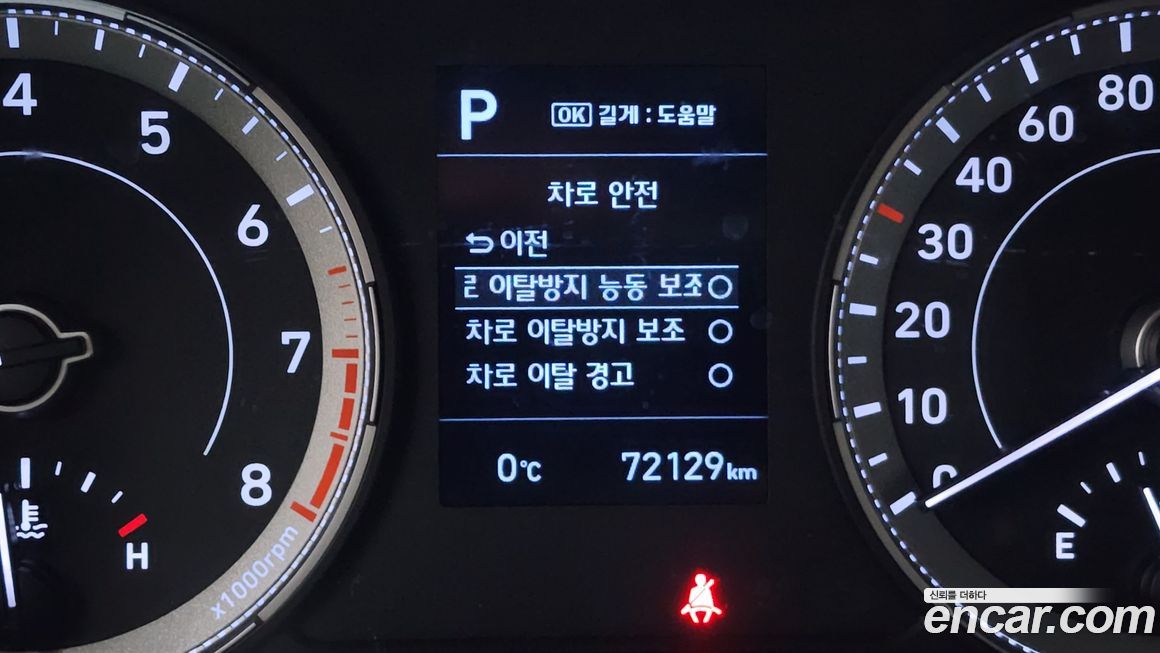 P OK 길게 : 도움말
차로 안전
이전
로 이탈방지 능동 보조
차로 이탈방지 보조
차로 이탈 경고
0°C 72129km
4
5
6
7
8
x1000rpm
H
80
60
40
30
20
10
0
E
신뢰를 더하다
encar.com